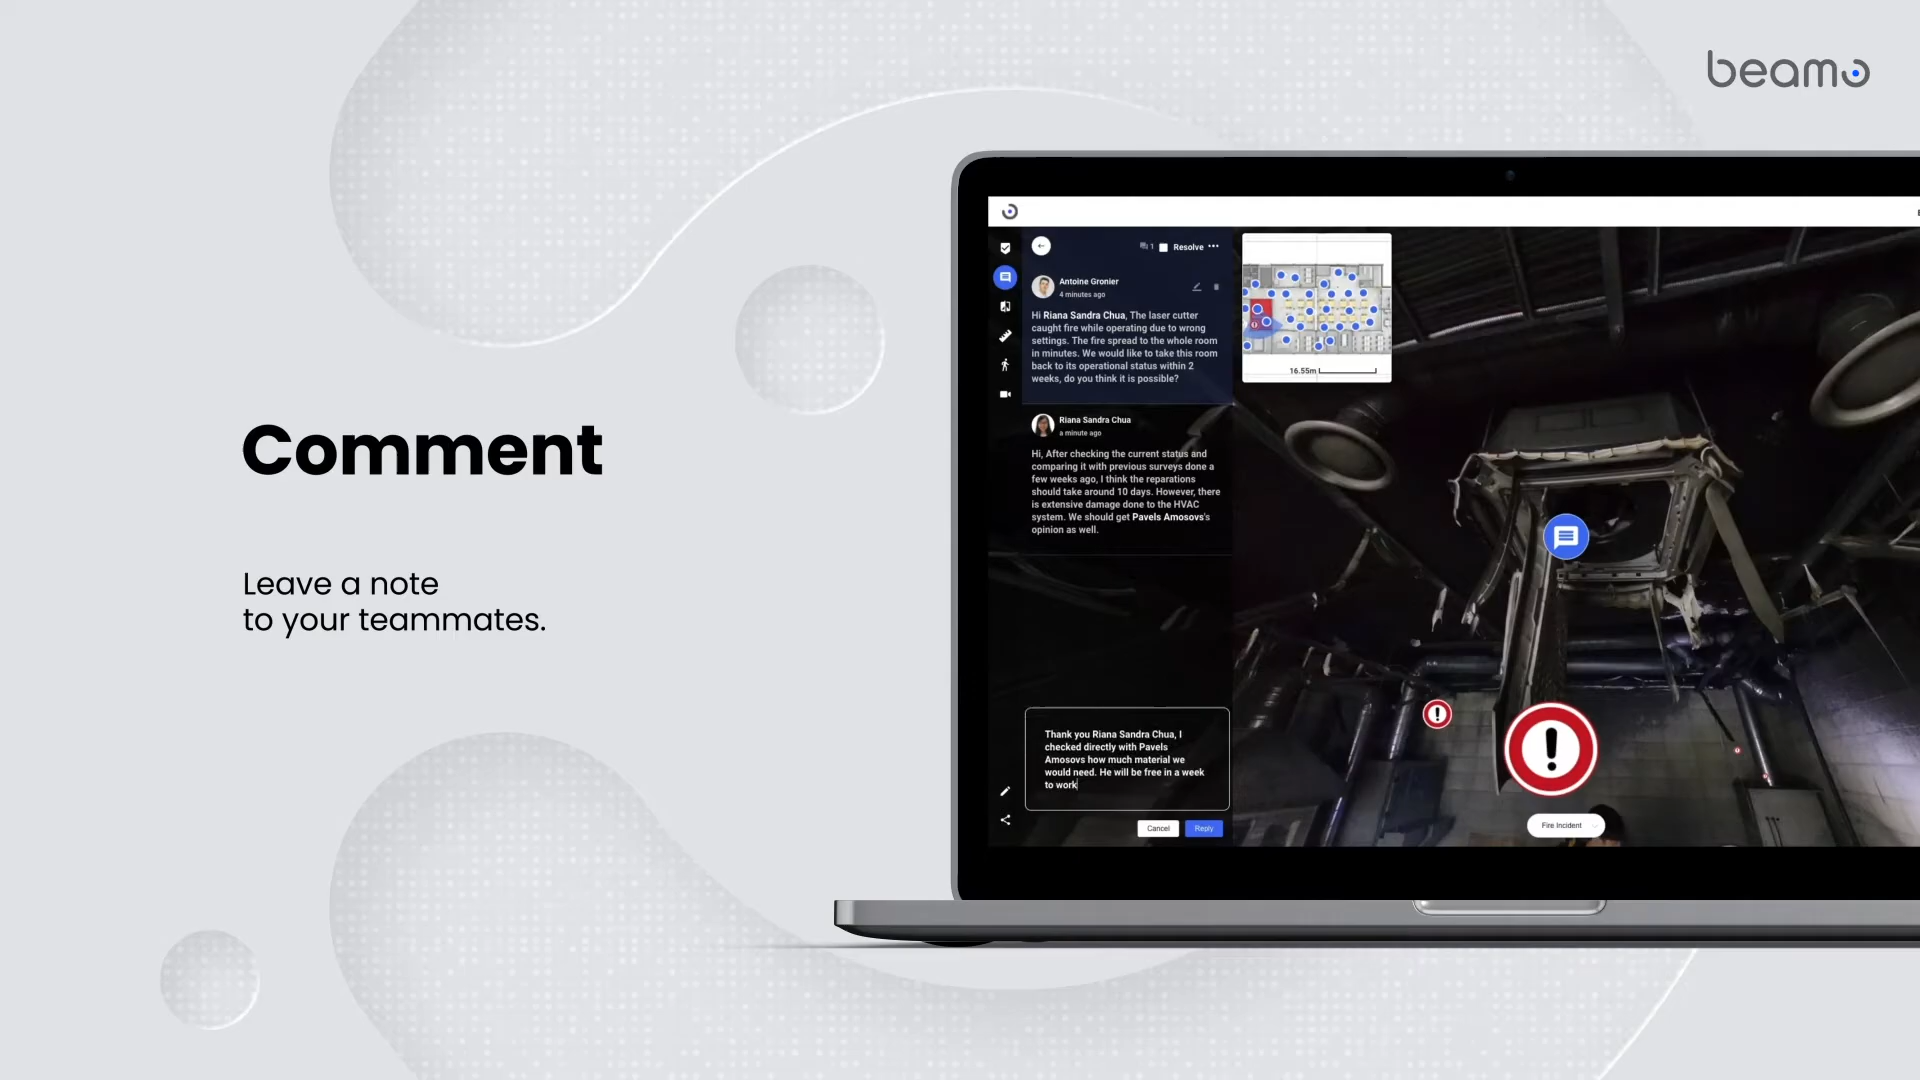 beamo
Comment
Leave a note
to your teammates.
1 Resolve
Antoine Gronier
4 minutes ago
Hi Riana Sandra Chua, The laser cutter
caught fire while operating due to wrong
settings. The fire spread to the whole room
in minutes. We would like to take this room
back to its operational status within 2
weeks, do you think it is possible?
Riana Sandra Chua
a minute ago
Hi, After checking the current status and
comparing it with previous surveys done a
few weeks ago, I think the reparations
should take around 10 days. However, there
is extensive damage done to the HVAC
system. We should get Pavels Amosovs's
opinion as well.
Thank you Riana Sandra Chua, I
checked directly with Pavels
Amosovs how much material we
would need. He will be free in a week
to work
Cancel
Reply
16.55m
Fire Incident